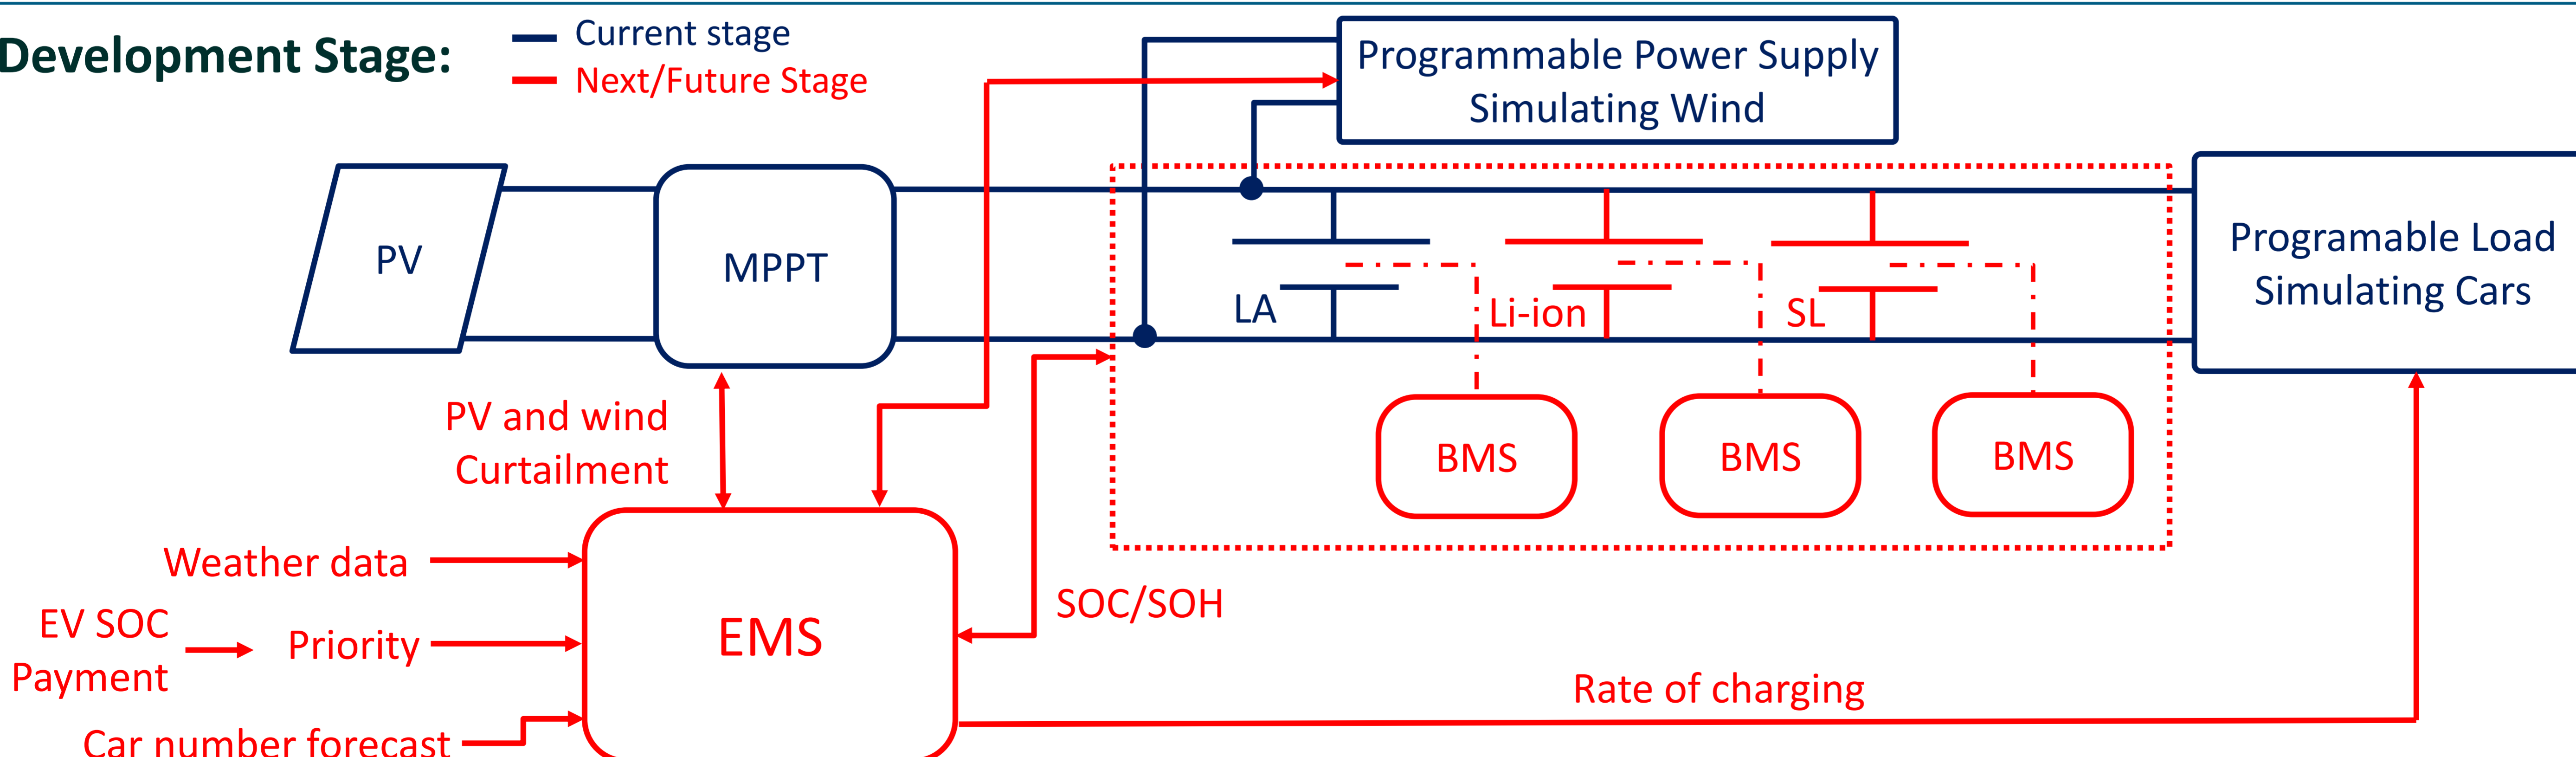 Development Stage:
Current stage
Next/Future Stage
Programmable Power Supply
Simulating Wind
PV
MPPT
LA
Li-ion
SL
Programable Load
Simulating Cars
PV and wind
Curtailment
BMS
BMS
BMS
Weather data
EV SOC
Payment
Priority
Car number forecast
EMS
SOC/SOH
Rate of charging